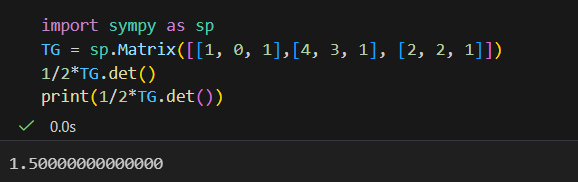 import sympy as sp
TG = sp.Matrix([[1, 0, 1],[4, 3, 1], [2, 2, 1]])
1/2*TG.det()
print(1/2*TG.det())
0.0s
1.50000000000000